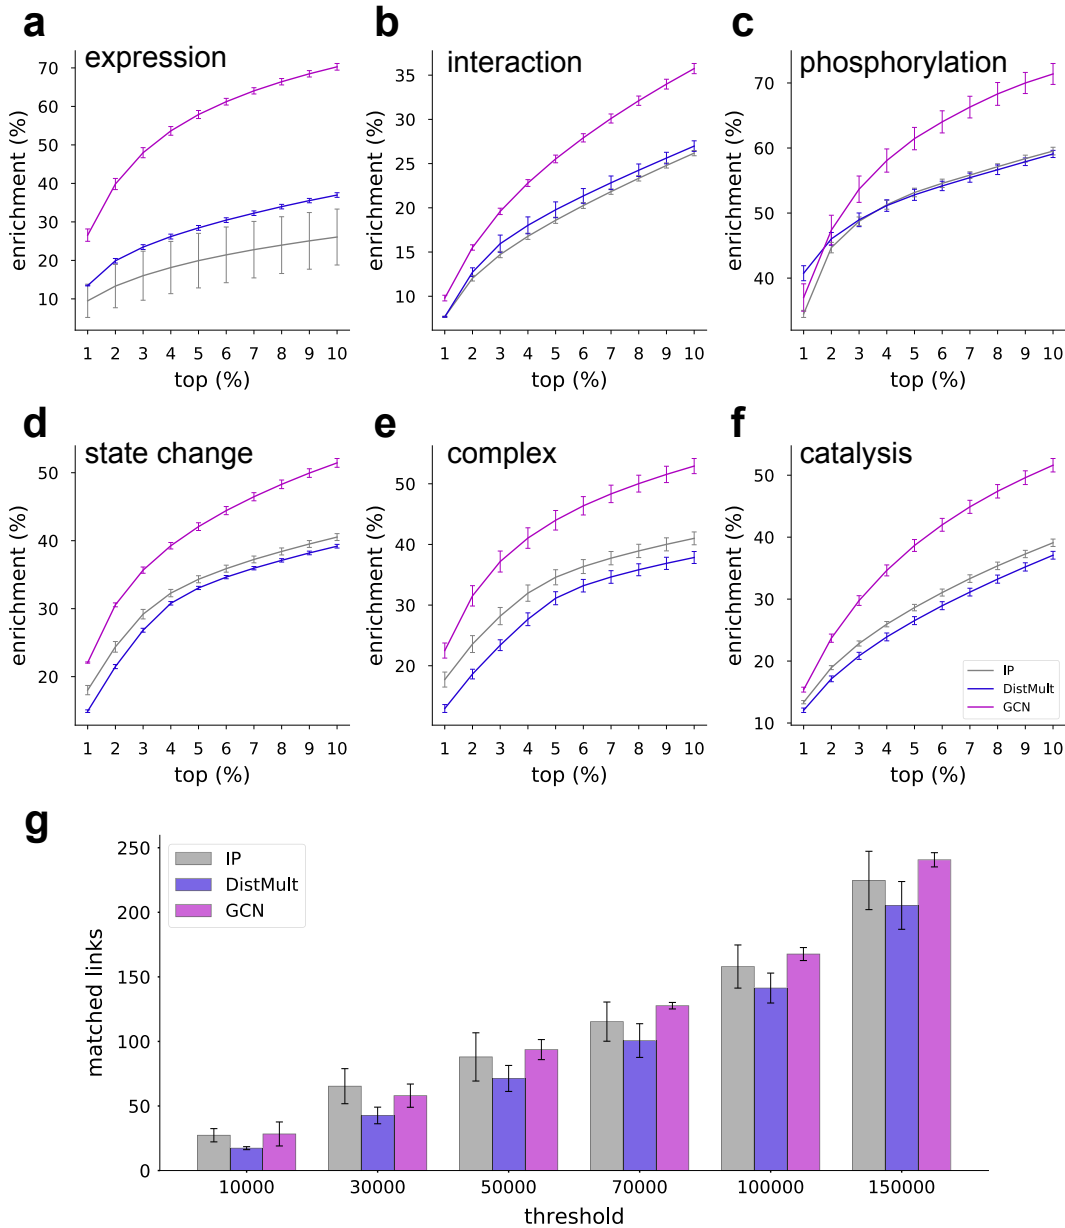 a
expression
enrichment (%)
70
60
50
40
30
20
10
1 2 3 4 5 6 7 8 9 10
top (%)
b
interaction
enrichment (%)
35
30
25
20
15
10
1 2 3 4 5 6 7 8 9 10
top (%)
c
phosphorylation
enrichment (%)
70
60
50
40
1 2 3 4 5 6 7 8 9 10
top (%)
d
state change
enrichment (%)
50
40
30
20
1 2 3 4 5 6 7 8 9 10
top (%)
e
complex
enrichment (%)
50
40
30
20
1 2 3 4 5 6 7 8 9 10
top (%)
f
catalysis
enrichment (%)
50
40
30
20
10
IP
DistMult
GCN
1 2 3 4 5 6 7 8 9 10
top (%)
g
matched links
250
200
150
100
50
0
IP
DistMult
GCN
10000 30000 50000 70000 100000 150000
threshold